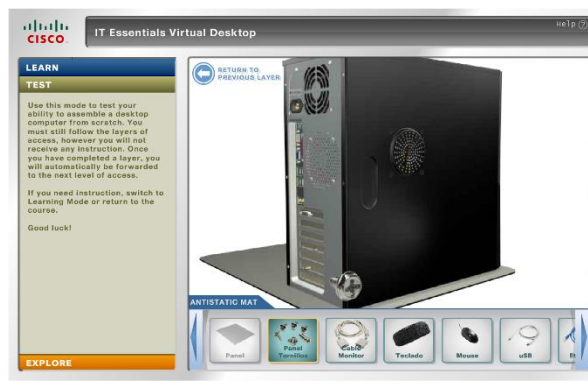 CISCO
IT Essentials Virtual Desktop
Help
LEARN
TEST
Use this mode to test your
ability to assemble a desktop
computer from scratch. You
must still follow the layers of
access, however you will not
receive any instruction. Once
you have completed a layer, you
will automatically be forwarded
to the next level of access.
If you need instruction, switch to
Learning Mode or return to the
course.
Good luck!
EXPLORE
RETURN TO
PREVIOUS LAYER
ANTISTATIC MAT
Panel
Panel
Tornillos
Cable
Monitor
Teclado
Mouse
uSB